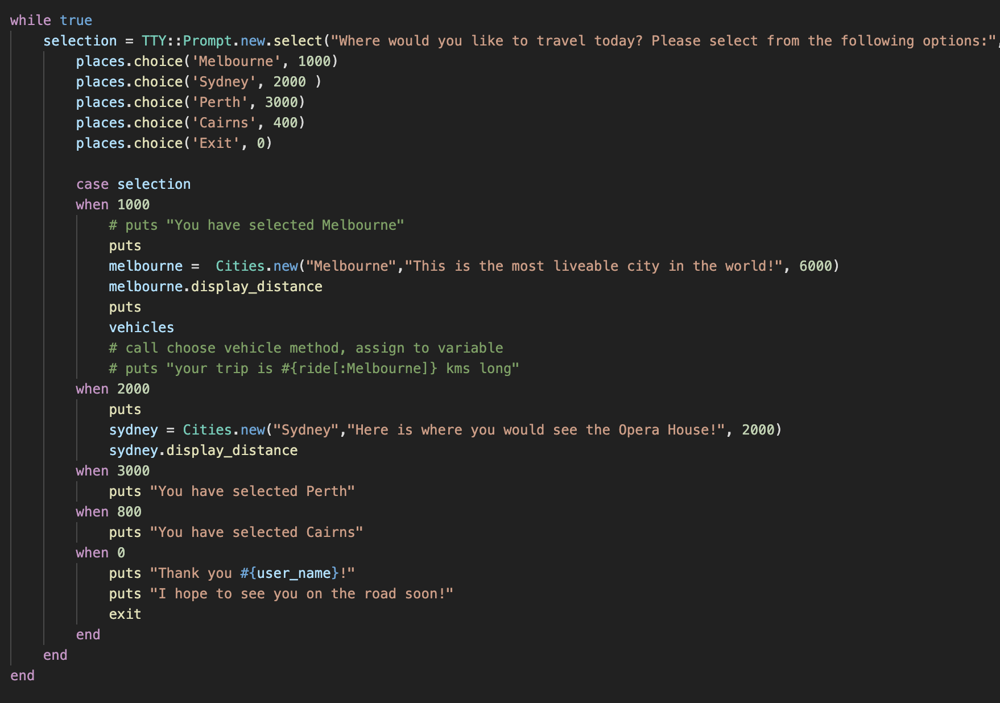 while true
    selection = TTY::Prompt.new.select("Where would you like to travel today? Please select from the following options:",
        places.choice('Melbourne', 1000)
        places.choice('Sydney', 2000 )
        places.choice('Perth', 3000)
        places.choice('Cairns', 400)
        places.choice('Exit', 0)

        case selection
        when 1000
            # puts "You have selected Melbourne"
            puts
            melbourne =  Cities.new("Melbourne","This is the most liveable city in the world!", 6000)
            melbourne.display_distance
            puts
            vehicles
            # call choose vehicle method, assign to variable
            # puts "your trip is #{ride[:Melbourne]} kms long"
        when 2000
            puts
            sydney = Cities.new("Sydney","Here is where you would see the Opera House!", 2000)
            sydney.display_distance
        when 3000
            puts "You have selected Perth"
        when 800
            puts "You have selected Cairns"
        when 0
            puts "Thank you #{user_name}!"
            puts "I hope to see you on the road soon!"
            exit
        end
    end
end